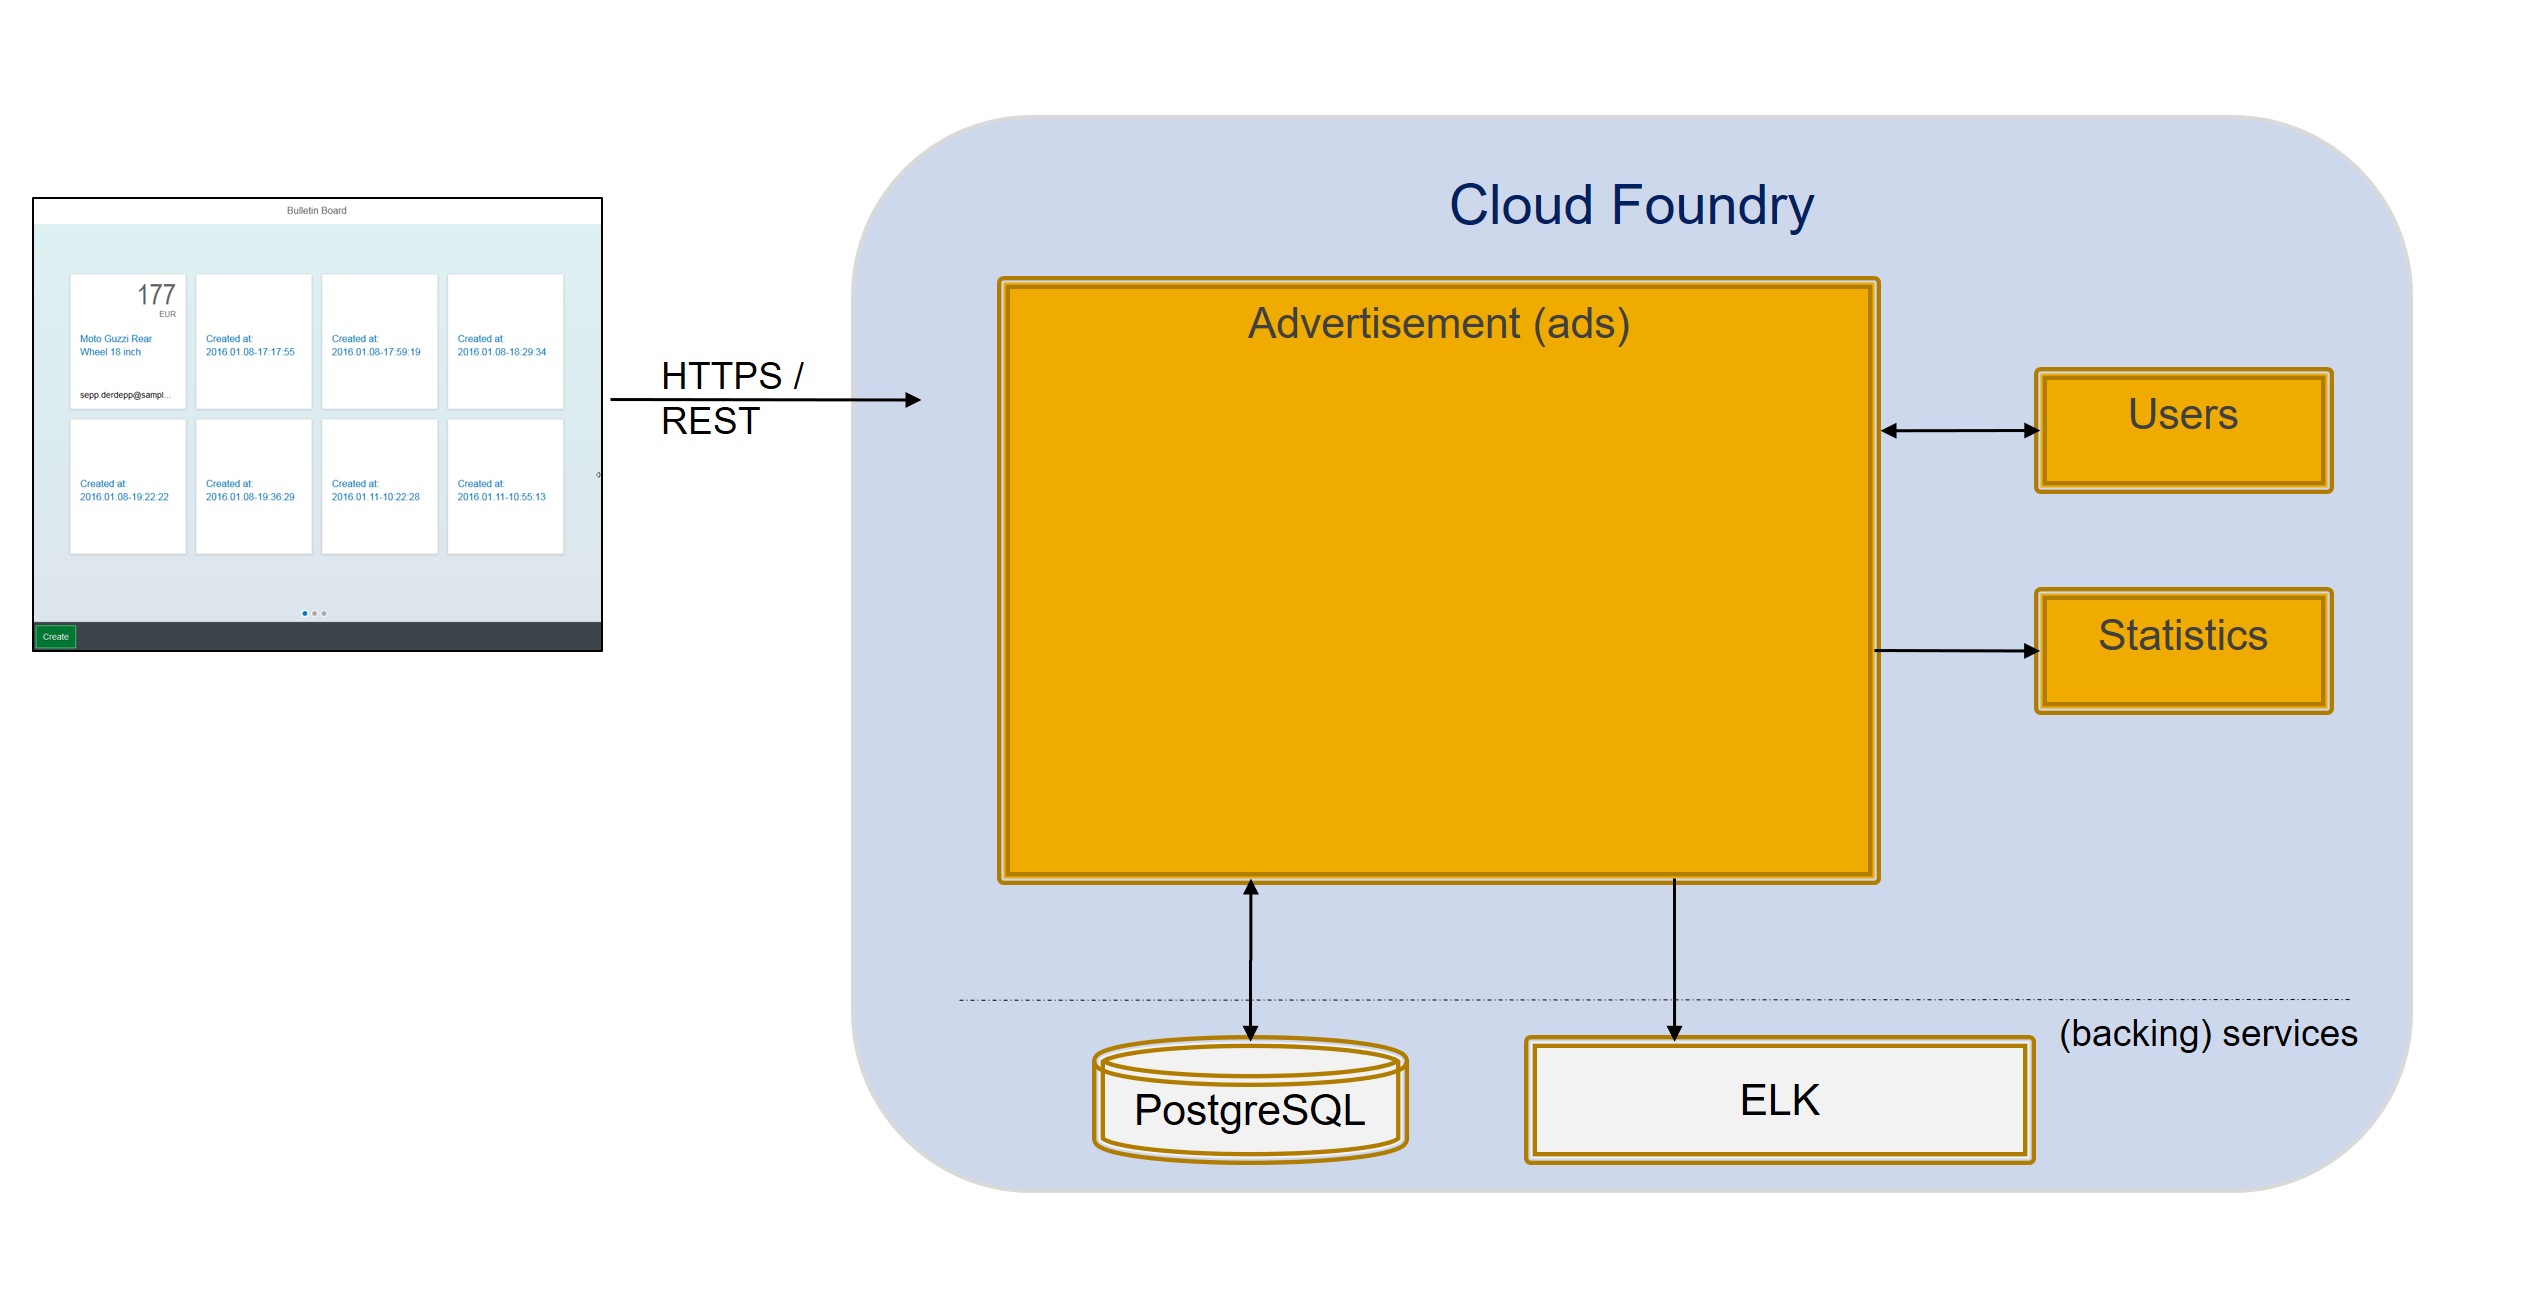 Bulletin Board
177
EUR
Moto Guzzi Rear
Wheel 18 inch
sepp.derdepp@sampl...
Created at:
2016.01.08-17:17:55
Created at:
2016.01.08-17:59:19
Created at:
2016.01.08-18:29:34
Created at:
2016.01.08-19:22:22
Created at:
2016.01.08-19:36:29
Created at:
2016.01.11-10:22:28
Created at:
2016.01.11-10:55:13
Create
HTTPS /
REST
Cloud Foundry
Advertisement (ads)
Users
Statistics
(backing) services
PostgreSQL
ELK